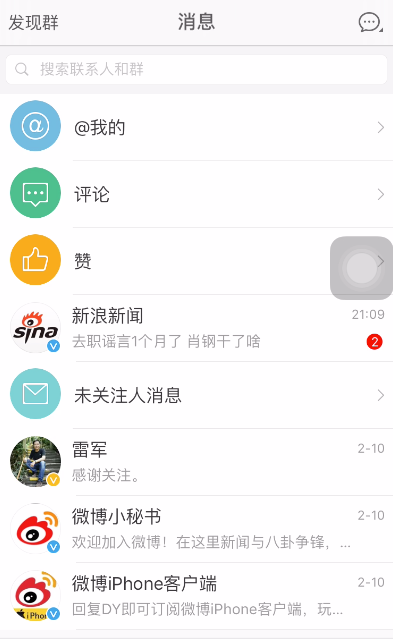 发现群
消息
搜索联系人和群
@我的
评论
赞
新浪新闻
21:09
去职谣言1个月了 肖钢干了啥
2
未关注人消息
雷军
2-10
感谢关注。
微博小秘书
2-10
欢迎加入微博！在这里新闻与八卦争锋，...
微博iPhone客户端
2-10
回复DY即可订阅微博iPhone客户端，玩...
@
sina
V
V
V
iPhon
V